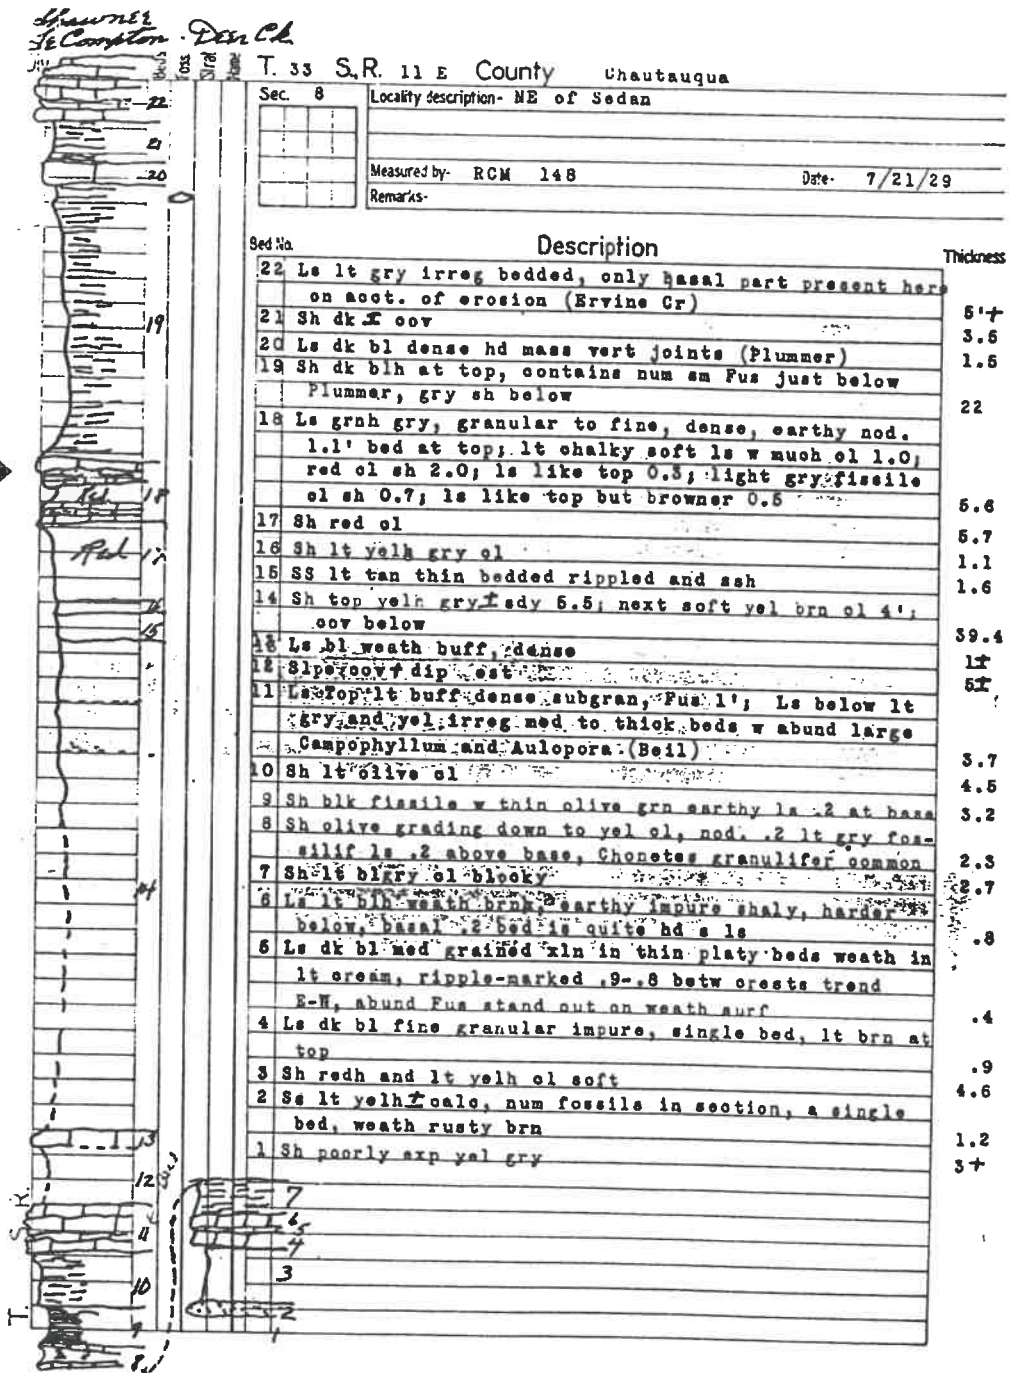 Shawnee
LeCompton - Deer Ck
Beds
Foss
Strat
Name
T. 33 S., R. 11 E County Chautauqua
Sec. 8
Locality description- NE of Sedan
Measured by- RCM 148 Date- 7/21/29
Remarks-
Bed No. Description Thickness
22 Ls lt gry irreg bedded, only basal part present here
on acct. of erosion (Ervine Cr) 5'+
21 Sh dk ± cov 3.5
20 Ls dk bl dense hd mass vert joints (Plummer) 1.5
19 Sh dk blh at top, contains num sm Fus just below
Plummer, gry sh below 22
18 Ls grnh gry, granular to fine, dense, earthy nod.
1.1' bed at top; lt chalky soft ls w much cl 1.0;
red cl sh 2.0; ls like top 0.3; light gry fissile
cl sh 0.7; ls like top but browner 0.5 5.6
17 Sh red cl 5.7
16 Sh lt yelh gry cl 1.1
15 SS lt tan thin bedded rippled and ssh 1.6
14 Sh top yelh gry ± sdy 5.5; next soft yel brn cl 4';
cov below 39.4
13 Ls bl weath buff, dense 1±
12 Slpe cov + dip est 5±
11 Ls Top lt buff dense subgran, Fus 1'; Ls below lt
gry and yel irreg med to thick beds w abund large
Campophyllum and Aulopora (Beil) 3.7
10 Sh lt olive cl 4.5
9 Sh blk fissile w thin olive grn earthy ls .2 at base 3.2
8 Sh olive grading down to yel cl, nod. .2 lt gry fos-
silif ls .2 above base, Chonetes granulifer common 2.3
7 Sh lt blgry cl blocky 2.7
6 Ls lt blh weath brnh, earthy impure shaly, harder
below, basal .2 bed is quite hd s ls .8
5 Ls dk bl med grained xln in thin platy beds weath in
lt cream, ripple-marked .9-.8 betw crests trend
E-W, abund Fus stand out on weath surf .4
4 Ls dk bl fine granular impure, single bed, lt brn at
top .9
3 Sh redh and lt yelh cl soft 4.6
2 Ss lt yelh ± calc, num fossils in section, a single
bed, weath rusty brn 1.2
1 Sh poorly exp yel gry 3+
22
21
20
19
Red 18
Red 17
16
15
14
13
12
11
10
9
8
7
6
5
4
3
2
1
T. S. R.